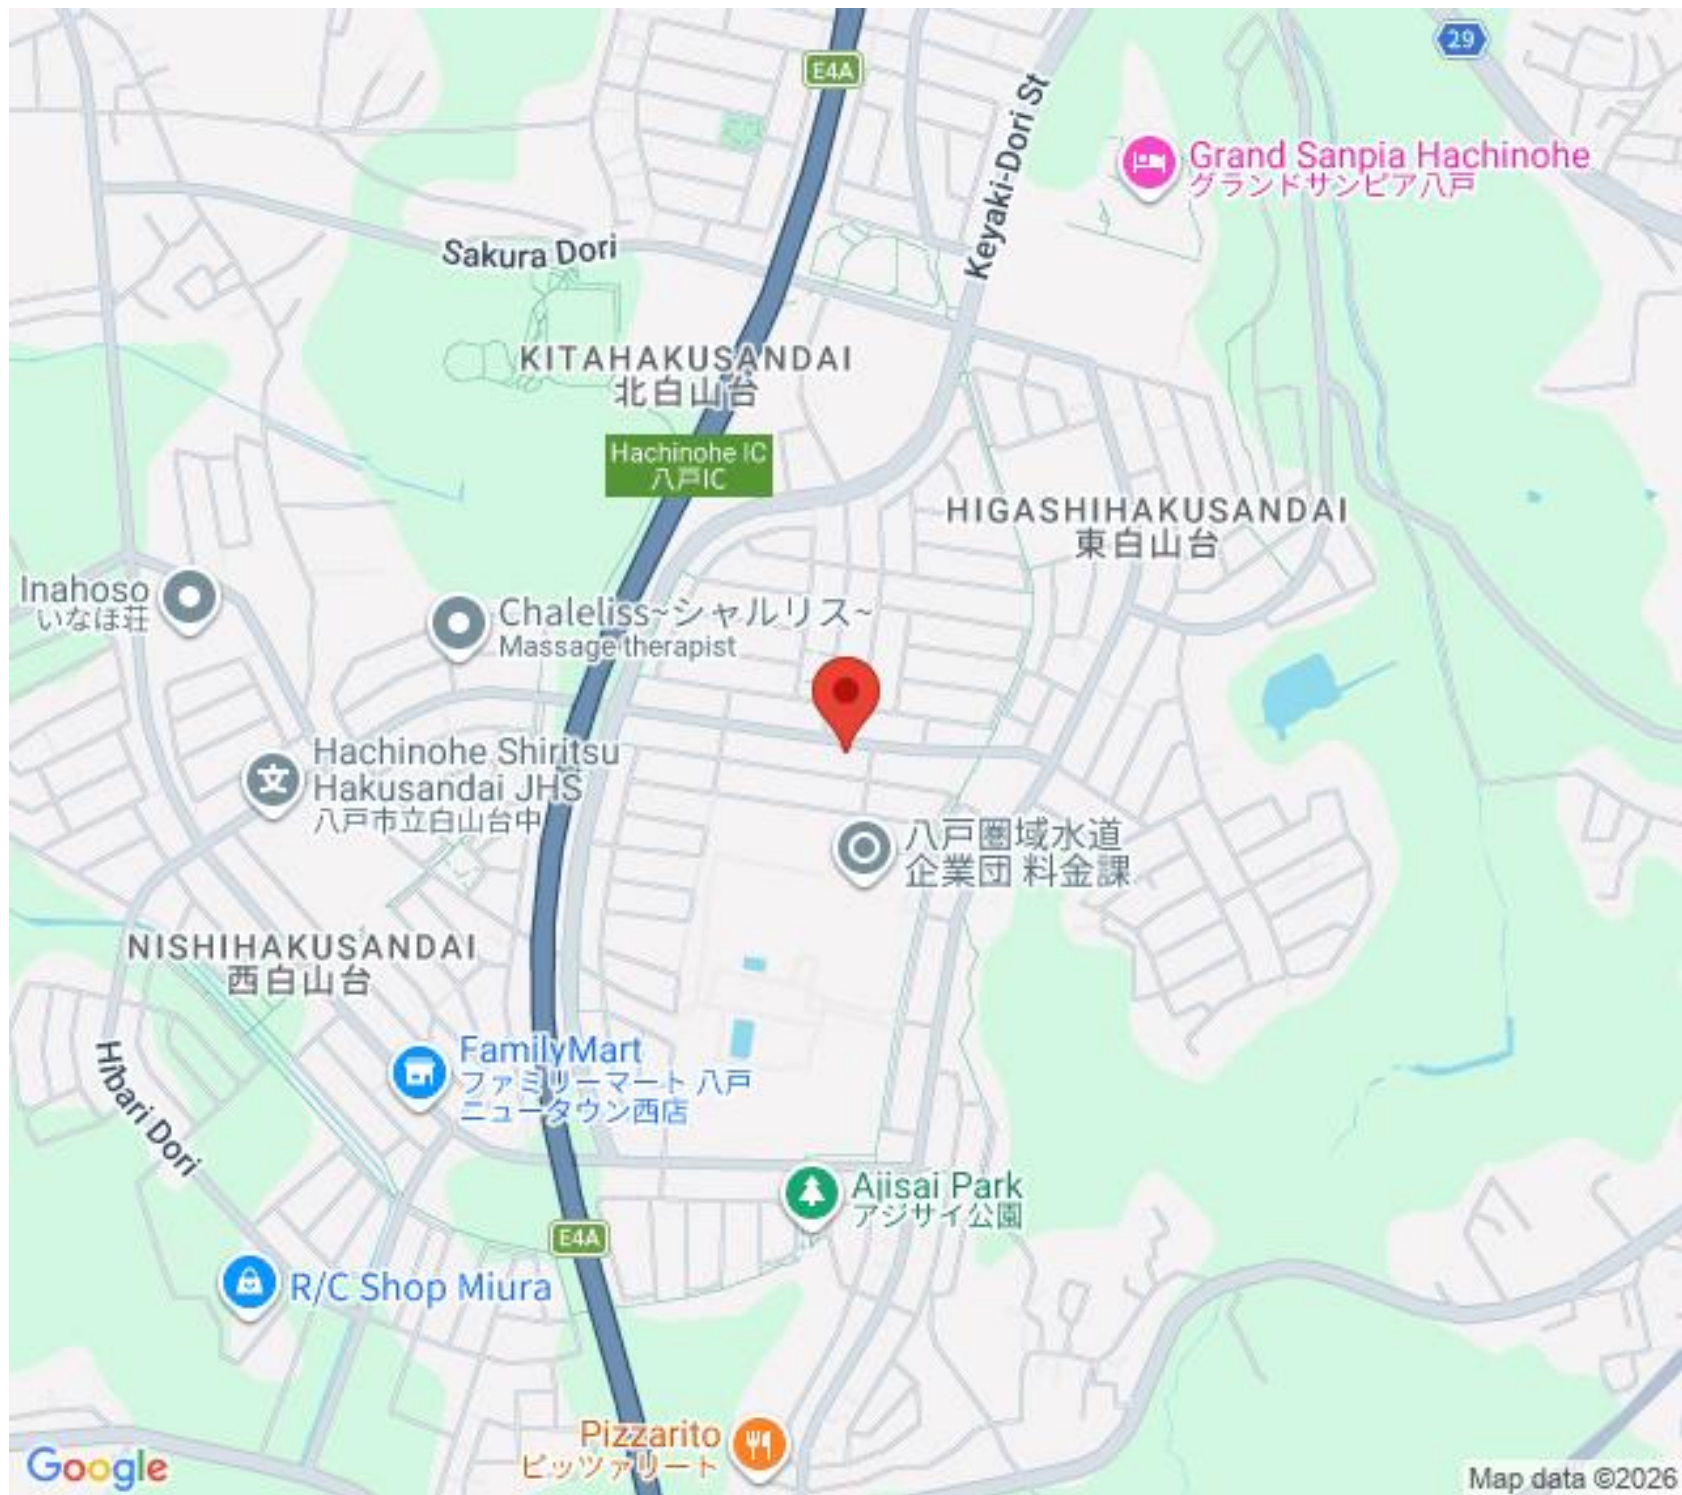 E4A
29
Keyaki-Dori St
Grand Sanpia Hachinohe
グランドサンピア八戸
Sakura Dori
KITAHAKUSANDAI
北白山台
Hachinohe IC
八戸IC
HIGASHIHAKUSANDAI
東白山台
Inahoso
いなほ荘
Chaleliss~シャルリス~
Massage therapist
Hachinohe Shiritsu
Hakusandai JHS
八戸市立白山台中
文
八戸圏域水道
企業団 料金課
NISHIHAKUSANDAI
西白山台
FamilyMart
ファミリーマート 八戸
ニュータウン西店
Hibari Dori
Ajisai Park
アジサイ公園
E4A
R/C Shop Miura
Pizzarito
ピッツァリート
Google
Map data ©2026